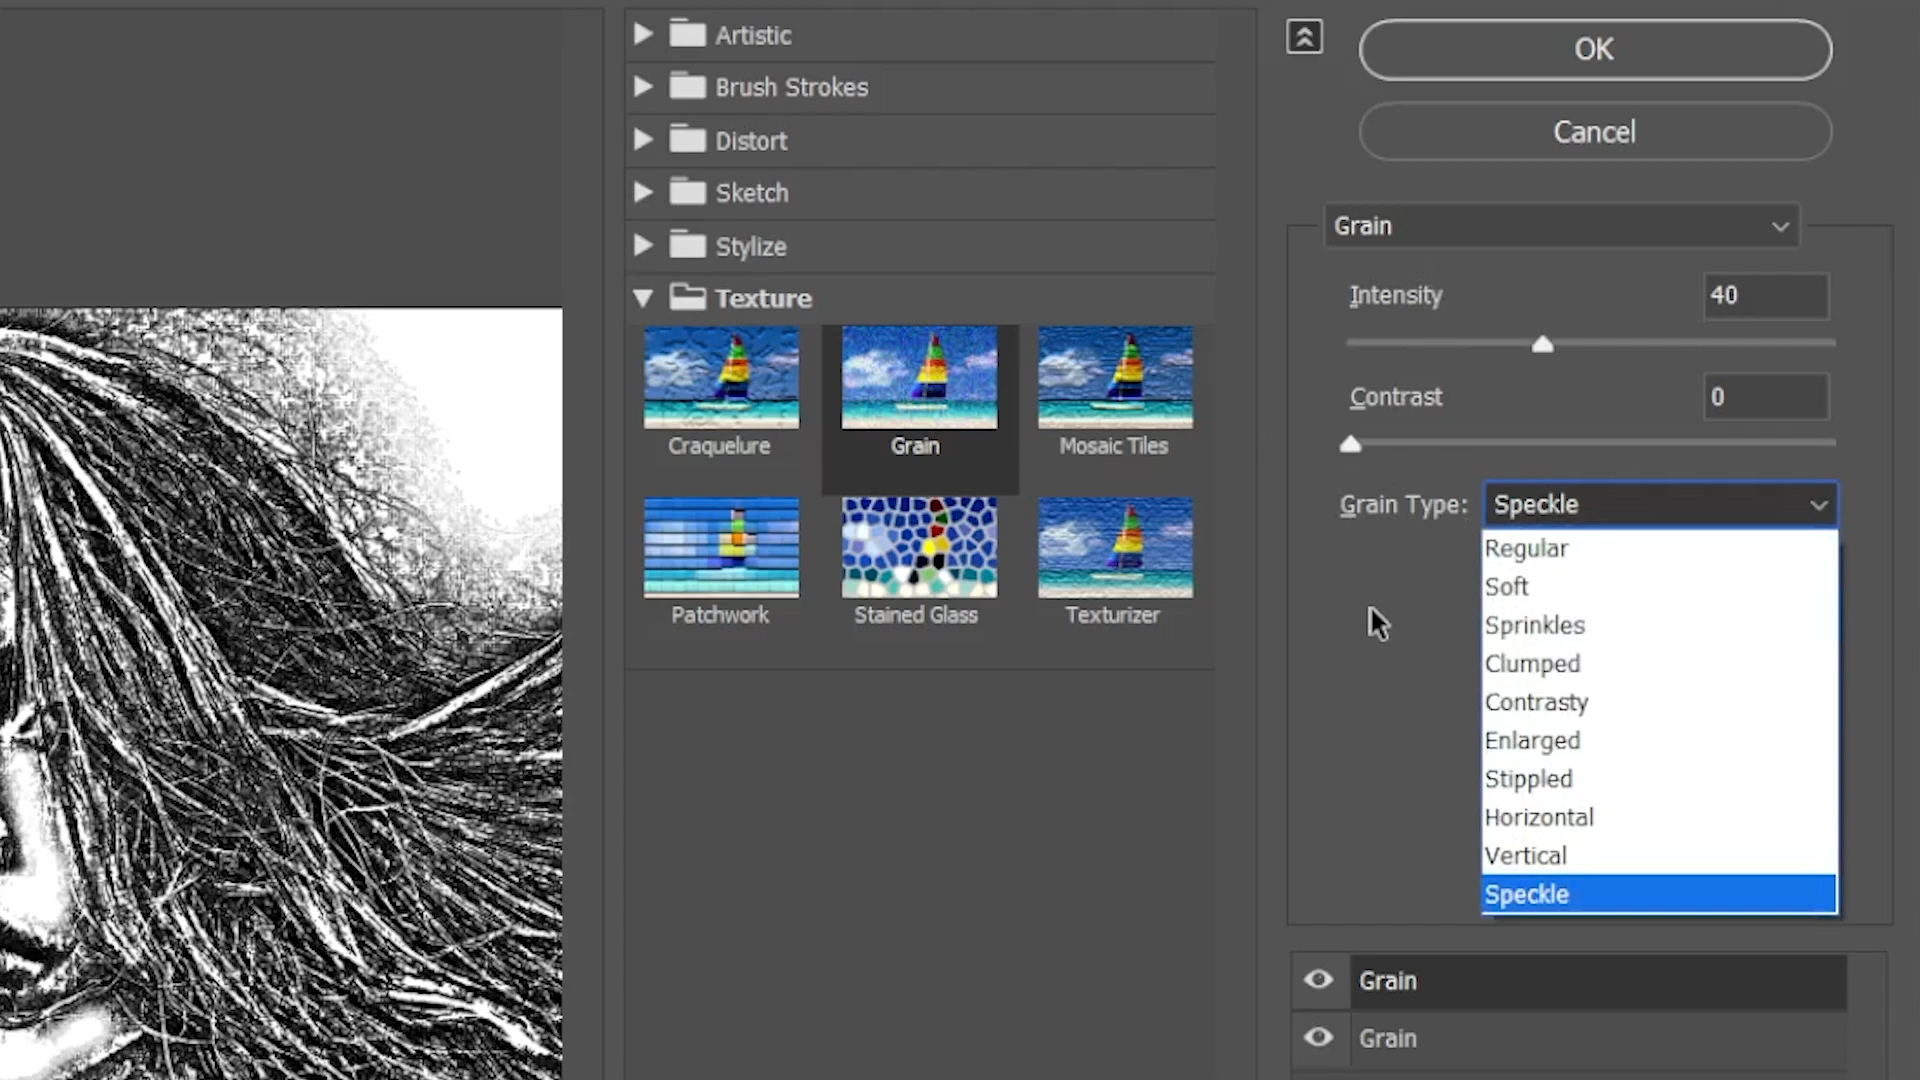 Artistic
Brush Strokes
Distort
Sketch
Stylize
Texture
Craquelure
Grain
Mosaic Tiles
Patchwork
Stained Glass
Texturizer
OK
Cancel
Grain
Intensity
40
Contrast
0
Grain Type:
Speckle
Regular
Soft
Sprinkles
Clumped
Contrasty
Enlarged
Stippled
Horizontal
Vertical
Speckle
Grain
Grain